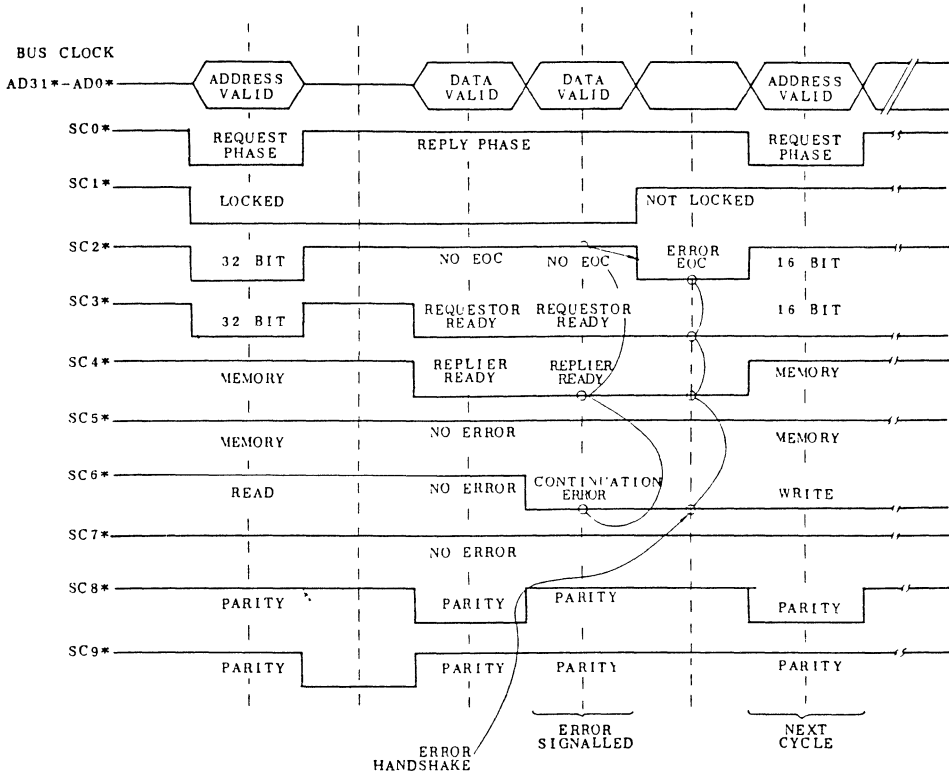 BUS CLOCK
AD31*-AD0*
ADDRESS VALID
DATA VALID
DATA VALID
ADDRESS VALID
SC0*
REQUEST PHASE
REPLY PHASE
REQUEST PHASE
SC1*
LOCKED
NOT LOCKED
SC2*
32 BIT
NO EOC
NO EOC
ERROR EOC
16 BIT
SC3*
32 BIT
REQUESTOR READY
REQUESTOR READY
16 BIT
SC4*
MEMORY
REPLIER READY
REPLIER READY
MEMORY
SC5*
MEMORY
NO ERROR
MEMORY
SC6*
READ
NO ERROR
CONTINUATION ERROR
WRITE
SC7*
NO ERROR
SC8*
PARITY
PARITY
PARITY
PARITY
SC9*
PARITY
PARITY
PARITY
PARITY
ERROR HANDSHAKE
ERROR SIGNALLED
NEXT CYCLE